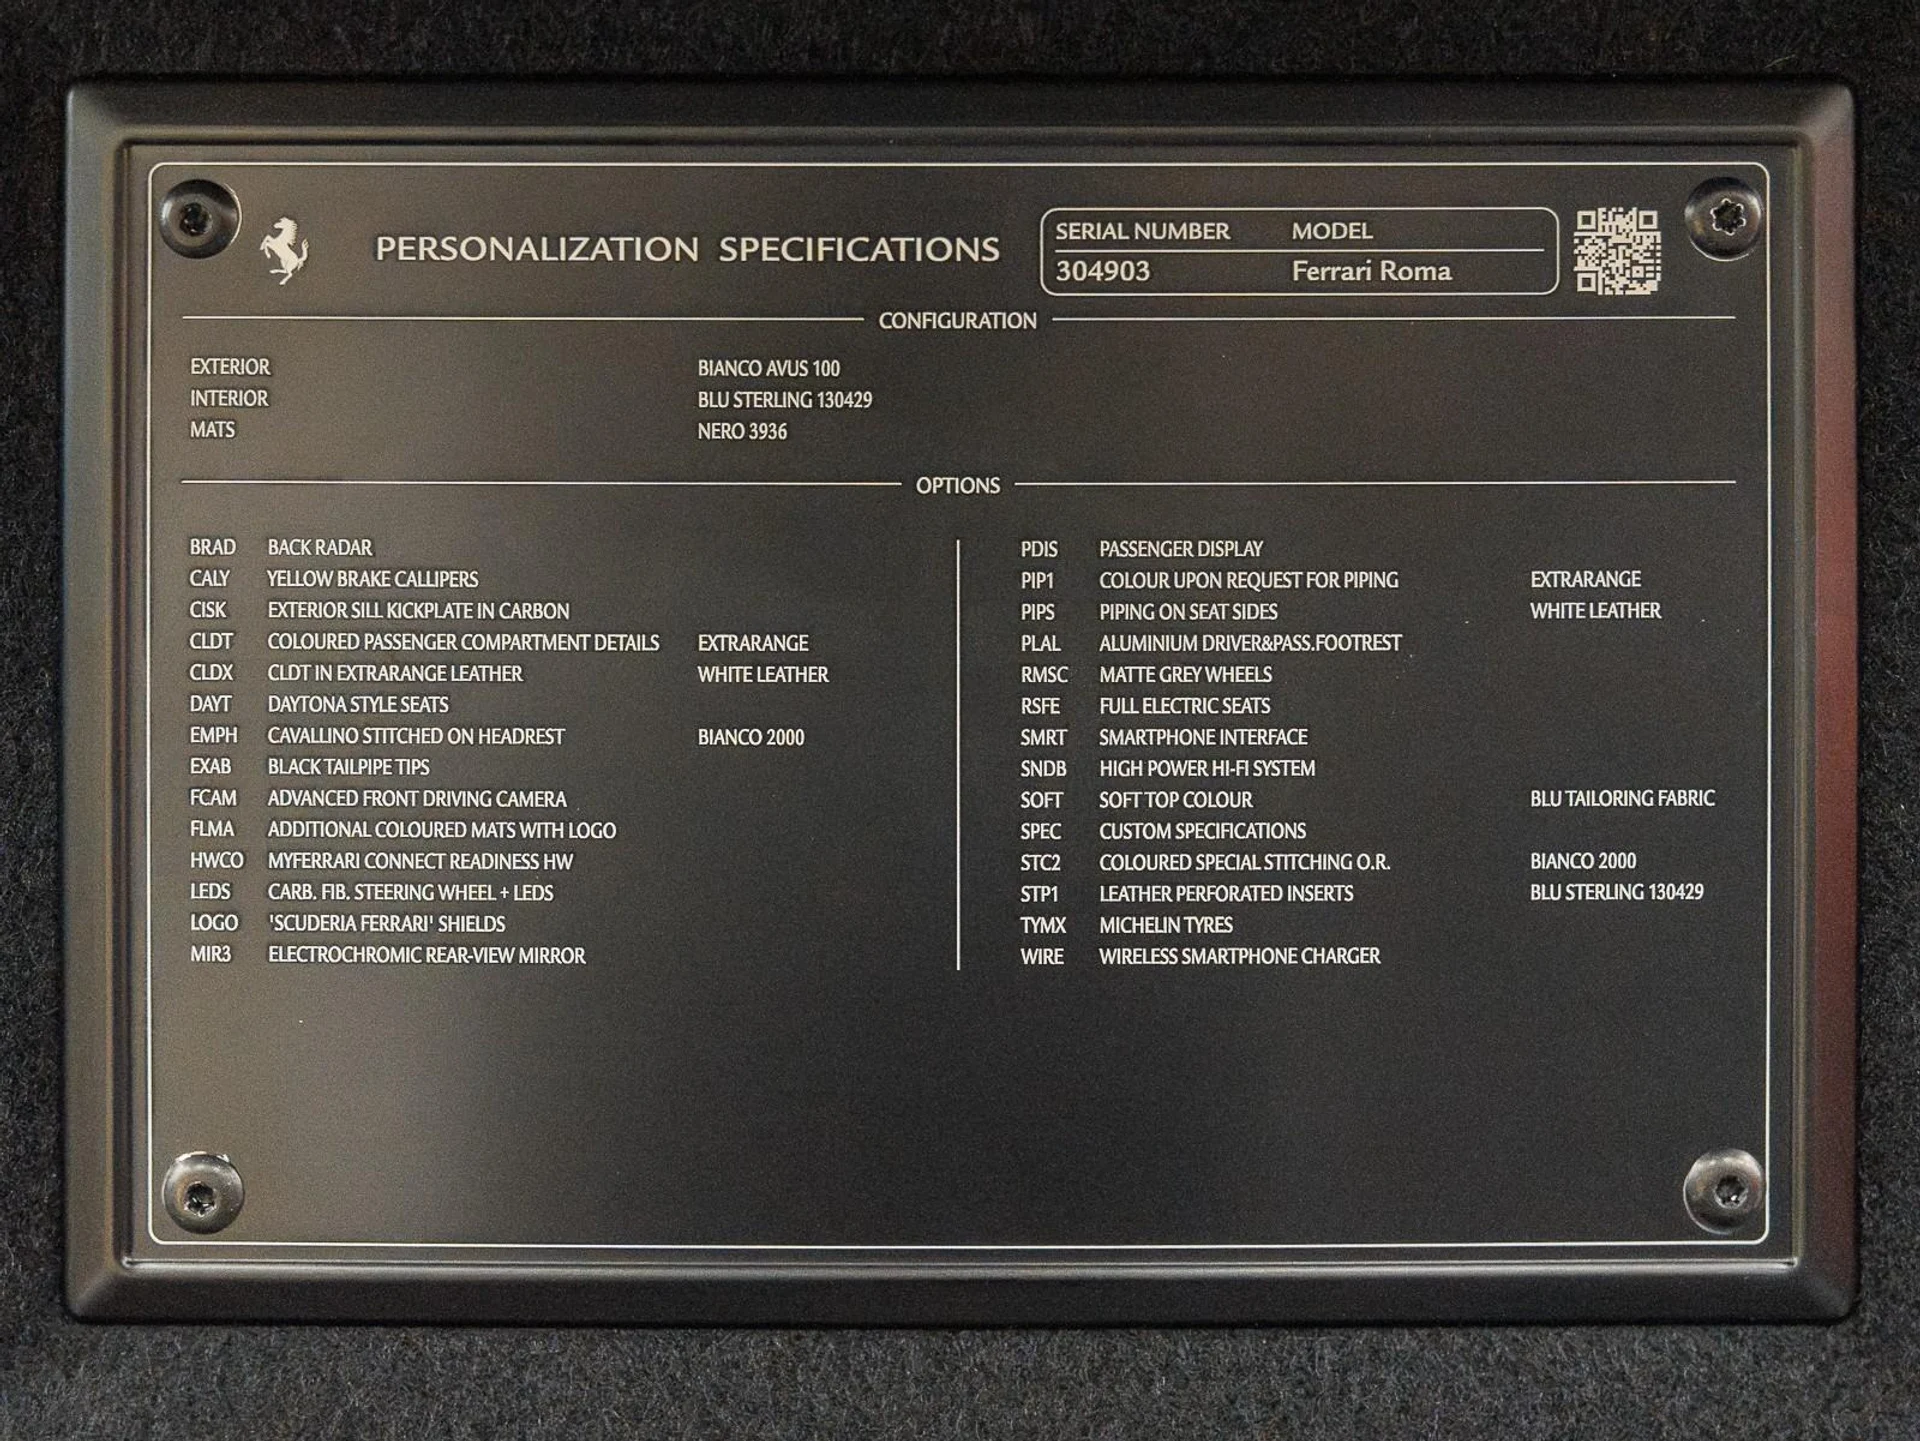 PERSONALIZATION SPECIFICATIONS
SERIAL NUMBER MODEL
304903 Ferrari Roma
CONFIGURATION
EXTERIOR BIANCO AVUS 100
INTERIOR BLU STERLING 130429
MATS NERO 3936
OPTIONS
BRAD BACK RADAR
CALY YELLOW BRAKE CALLIPERS
CISK EXTERIOR SILL KICKPLATE IN CARBON
CLDT COLOURED PASSENGER COMPARTMENT DETAILS EXTRARANGE
CLDX CLDT IN EXTRARANGE LEATHER WHITE LEATHER
DAYT DAYTONA STYLE SEATS
EMPH CAVALLINO STITCHED ON HEADREST BIANCO 2000
EXAB BLACK TAILPIPE TIPS
FCAM ADVANCED FRONT DRIVING CAMERA
FLMA ADDITIONAL COLOURED MATS WITH LOGO
HWCO MYFERRARI CONNECT READINESS HW
LEDS CARB. FIB. STEERING WHEEL + LEDS
LOGO 'SCUDERIA FERRARI' SHIELDS
MIR3 ELECTROCHROMIC REAR-VIEW MIRROR
PDIS PASSENGER DISPLAY
PIP1 COLOUR UPON REQUEST FOR PIPING EXTRARANGE
PIPS PIPING ON SEAT SIDES WHITE LEATHER
PLAL ALUMINIUM DRIVER&PASS.FOOTREST
RMSC MATTE GREY WHEELS
RSFE FULL ELECTRIC SEATS
SMRT SMARTPHONE INTERFACE
SNDB HIGH POWER HI-FI SYSTEM
SOFT SOFT TOP COLOUR BLU TAILORING FABRIC
SPEC CUSTOM SPECIFICATIONS
STC2 COLOURED SPECIAL STITCHING O.R. BIANCO 2000
STP1 LEATHER PERFORATED INSERTS BLU STERLING 130429
TYMX MICHELIN TYRES
WIRE WIRELESS SMARTPHONE CHARGER